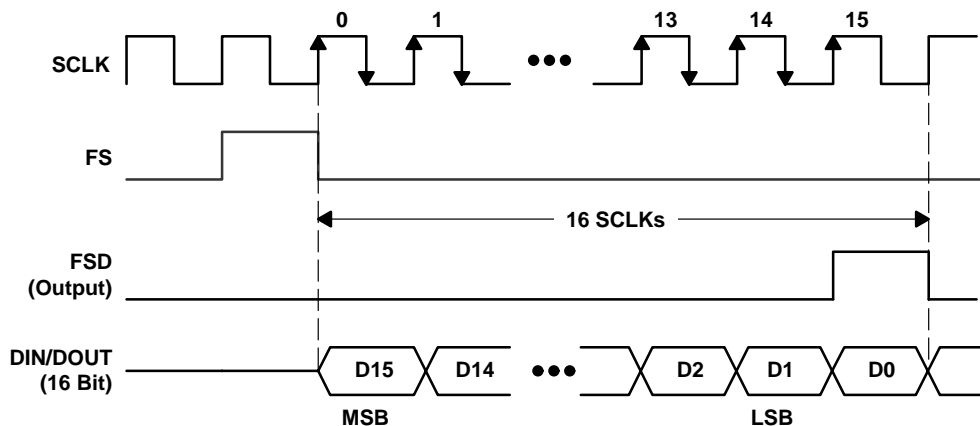 0 1 13 14 15
SCLK
FS
16 SCLKs
FSD
(Output)
DIN/DOUT
(16 Bit)
D15 D14 D2 D1 D0
MSB LSB